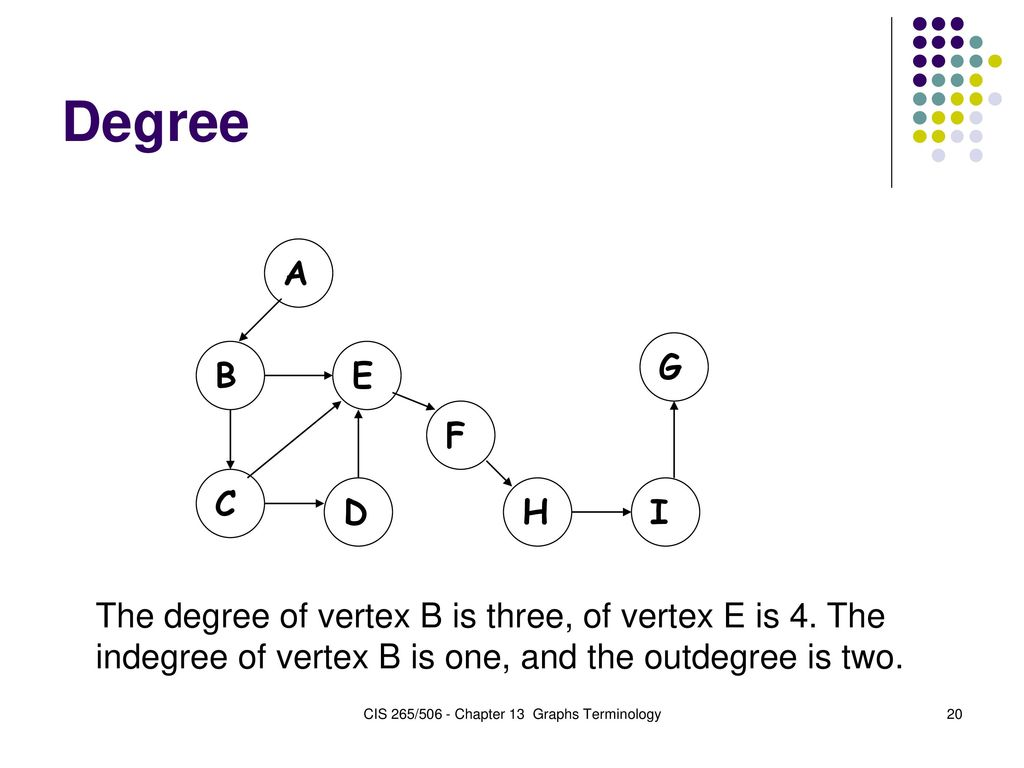 Degree
A
B
E
G
F
C
D
H
I
The degree of vertex B is three, of vertex E is 4. The
indegree of vertex B is one, and the outdegree is two.
CIS 265/506 - Chapter 13  Graphs Terminology
20